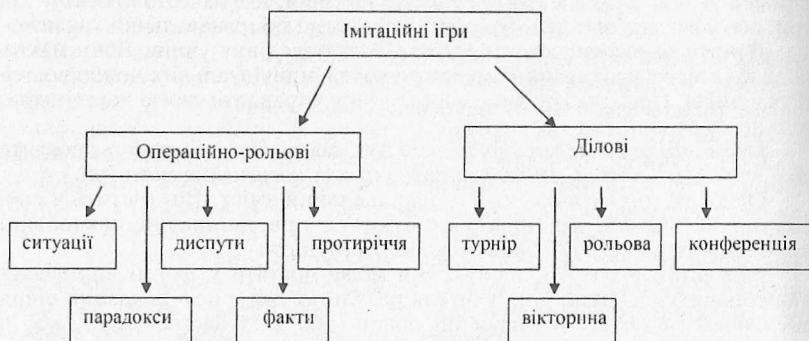 Імітаційні ігри
Операційно-рольові
Ділові
ситуації
диспути
протиріччя
турнір
рольова
конференція
парадокси
факти
вікторина